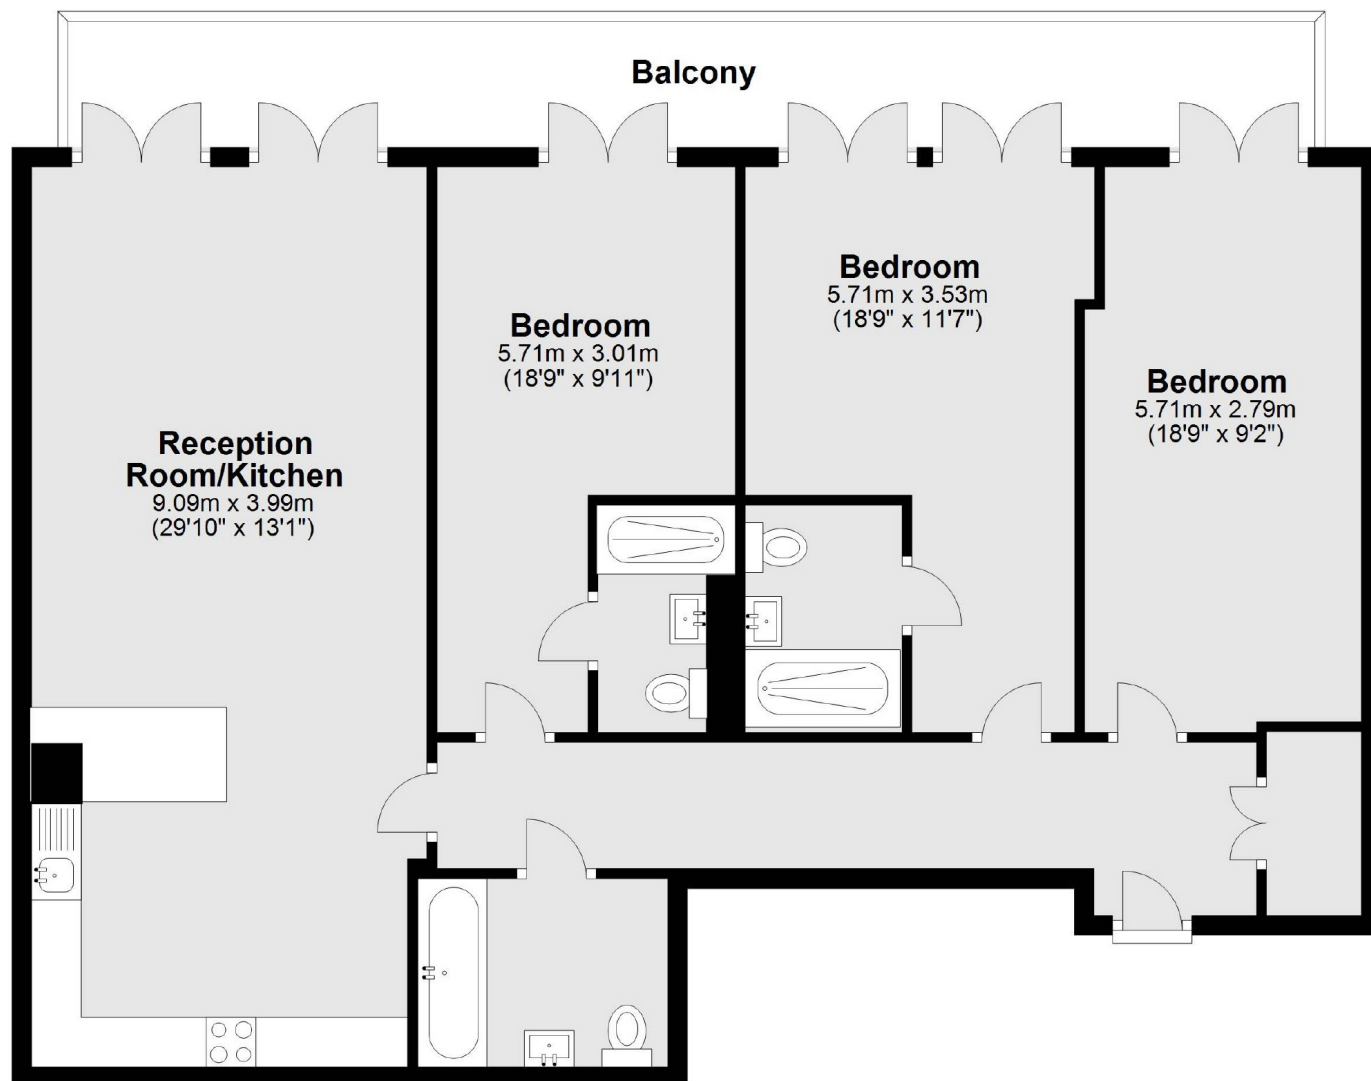 Balcony
Bedroom
5.71m x 3.53m
(18'9" x 11'7")
Bedroom
5.71m x 3.01m
(18'9" x 9'11")
Bedroom
5.71m x 2.79m
(18'9" x 9'2")
Reception
Room/Kitchen
9.09m x 3.99m
(29'10" x 13'1")